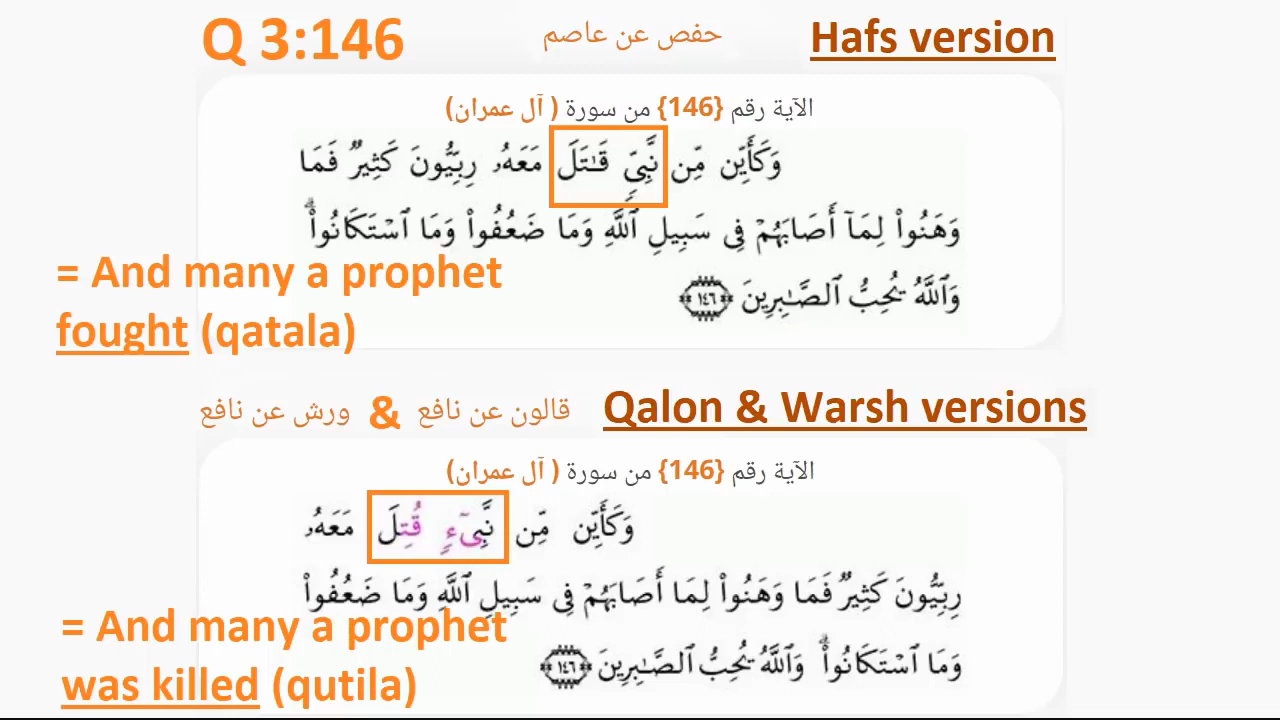 Q 3:146 حفص عن عاصم Hafs version
الآية رقم {146} من سورة ( آل عمران)
وَكَأَيِّن مِّن نَّبِىٍّ قَـٰتَلَ مَعَهُۥ رِبِّيُّونَ كَثِيرٌ فَمَا
وَهَنُوا۟ لِمَآ أَصَابَهُمْ فِى سَبِيلِ ٱللَّهِ وَمَا ضَعُفُوا۟ وَمَا ٱسْتَكَانُوا۟ ۗ
وَٱللَّهُ يُحِبُّ ٱلصَّـٰبِرِينَ ١٤٦
= And many a prophet
fought (qatala)
قالون عن نافع & ورش عن نافع Qalon & Warsh versions
الآية رقم {146} من سورة ( آل عمران)
وَكَأَيِّن مِّن نَّبِىٓءٍ قُتِلَ مَعَهُۥ
رِبِّيُّونَ كَثِيرٌ فَمَا وَهَنُوا۟ لِمَا أَصَابَهُمْ فِى سَبِيلِ ٱللَّهِ وَمَا ضَعُفُوا۟
وَمَا ٱسْتَكَانُوا۟ ۗ وَٱللَّهُ يُحِبُّ ٱلصَّـٰبِرِينَ ١٤٦
= And many a prophet
was killed (qutila)